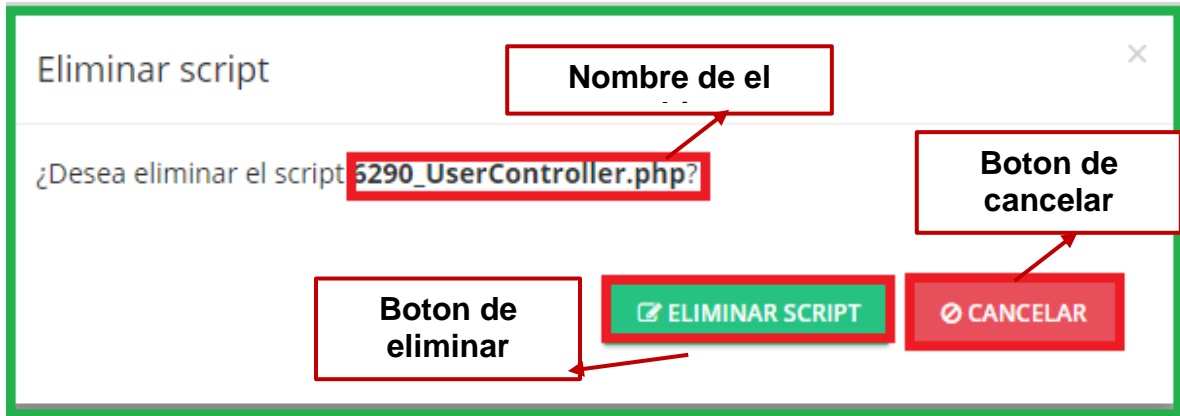 Eliminar script
×
Nombre de el
¿Desea eliminar el script 6290_UserController.php?
Boton de
cancelar
Boton de
eliminar
ELIMINAR SCRIPT
CANCELAR